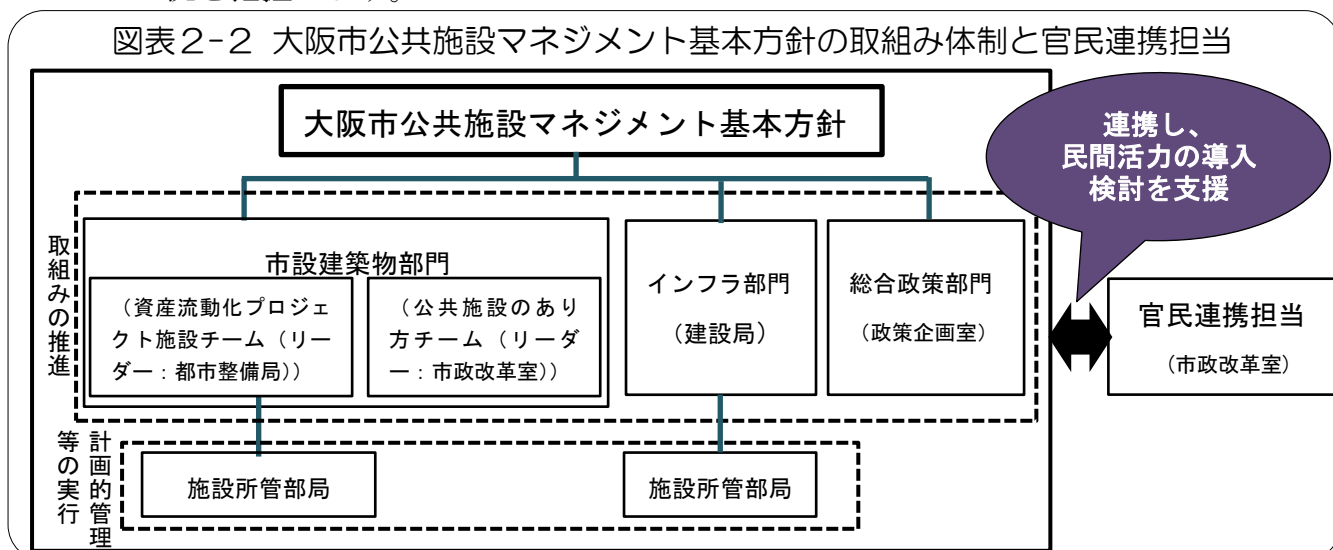 図表2-2 大阪市公共施設マネジメント基本方針の取組み体制と官民連携担当
大阪市公共施設マネジメント基本方針
連携し、
民間活力の導入
検討を支援
取組みの推進
市設建築物部門
(資産流動化プロジェ
クト施設チーム(リー
ダー:都市整備局))
(公共施設のあり
方チーム(リーダ
ー:市政改革室))
インフラ部門
(建設局)
総合政策部門
(政策企画室)
官民連携担当
(市政改革室)
計画的管理
等の実行
施設所管部局
施設所管部局